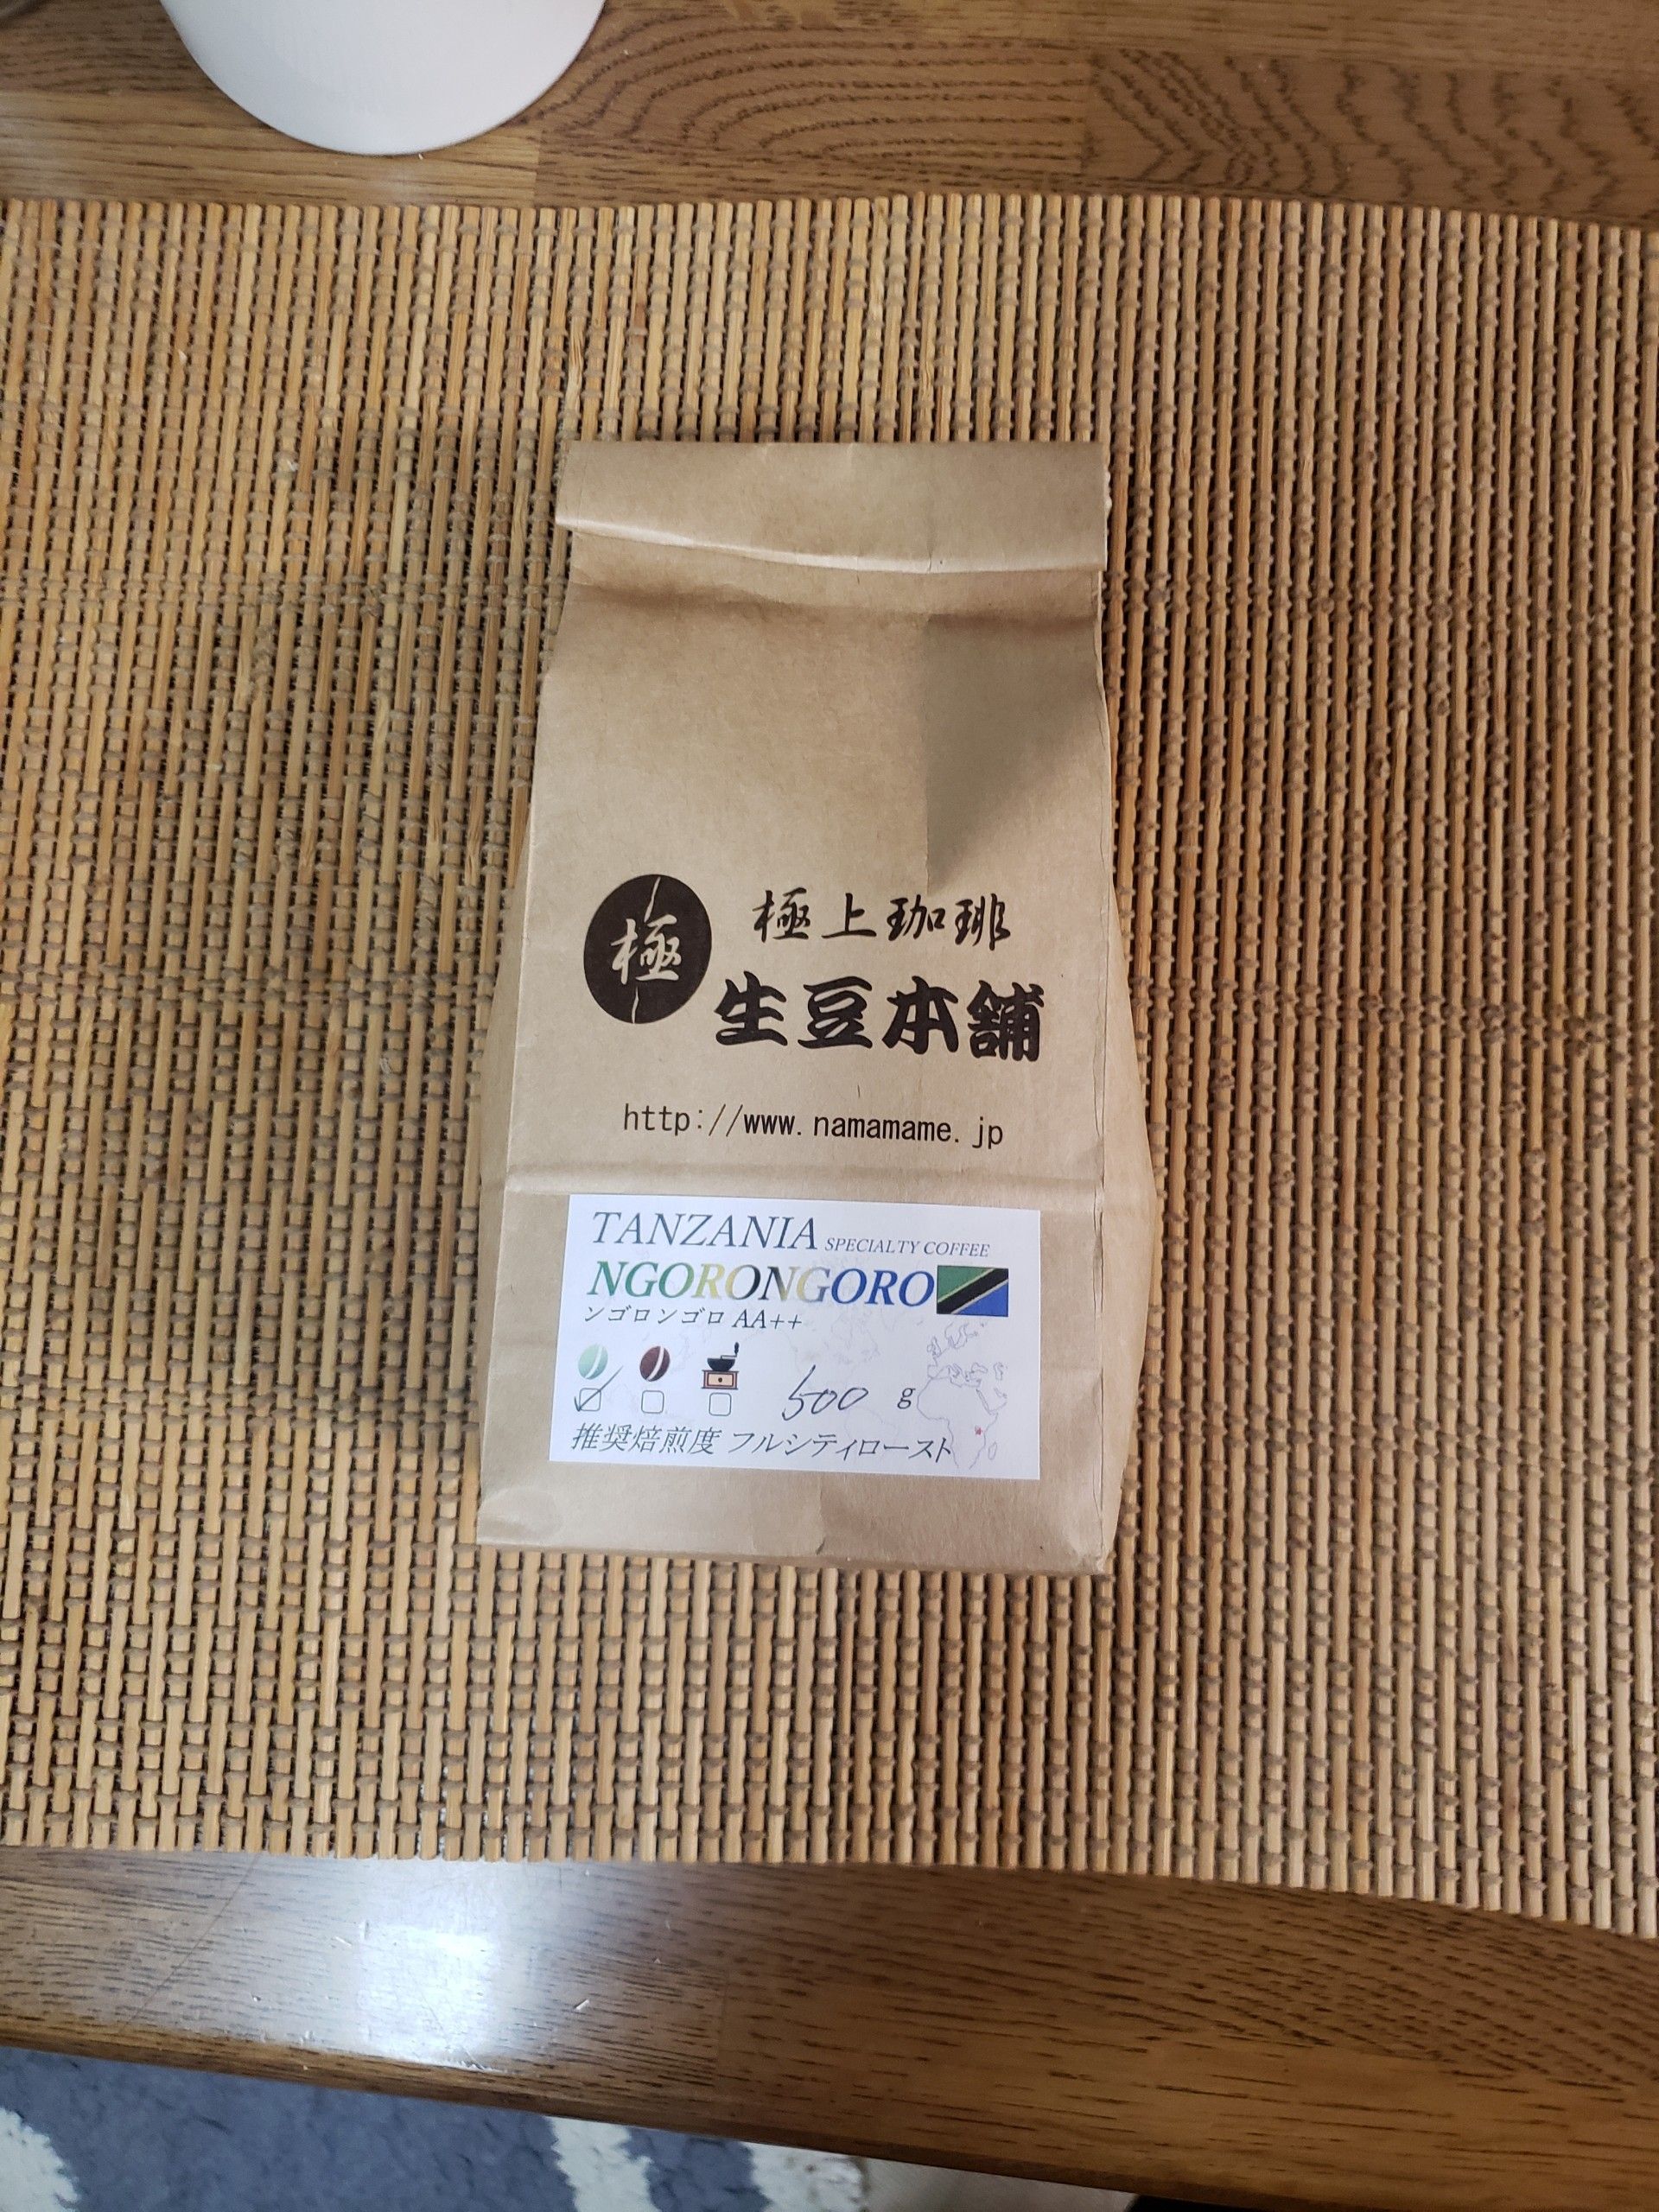 極
極上珈琲
生豆本舗
http://www.namamame.jp
TANZANIA SPECIALTY COFFEE
NGORONGORO
ンゴロンゴロ AA++
500 g
推奨焙煎度 フルシティロースト